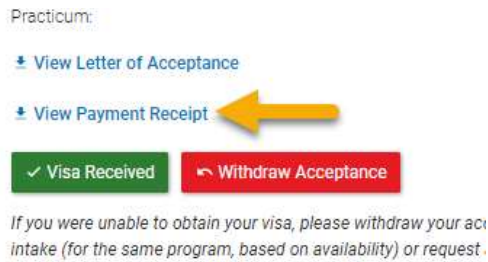 Practicum:
View Letter of Acceptance
View Payment Receipt
Visa Received
Withdraw Acceptance
If you were unable to obtain your visa, please withdraw your
intake (for the same program, based on availability) or request